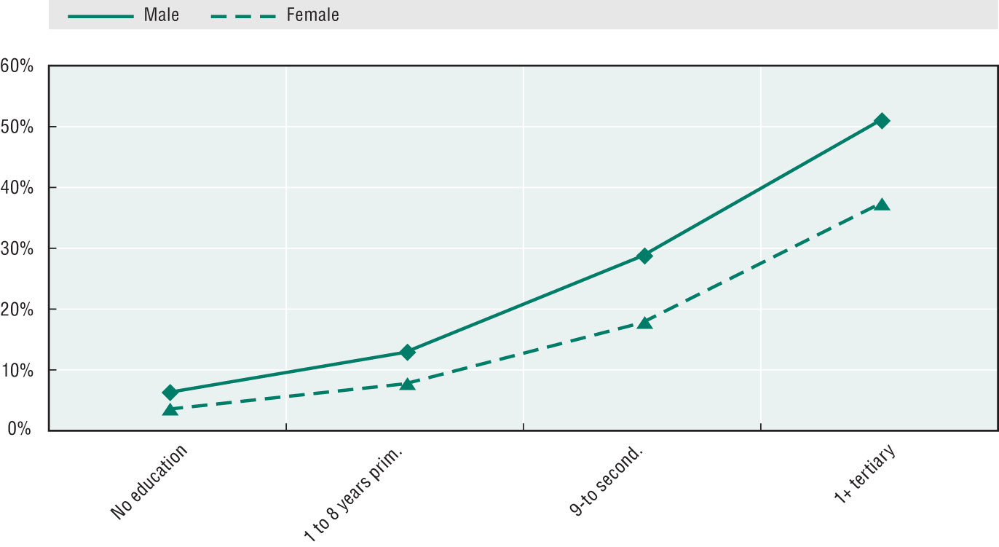 Male Female
60%
50%
40%
30%
20%
10%
0%
No education
1 to 8 years prim.
9-to second.
1+ tertiary